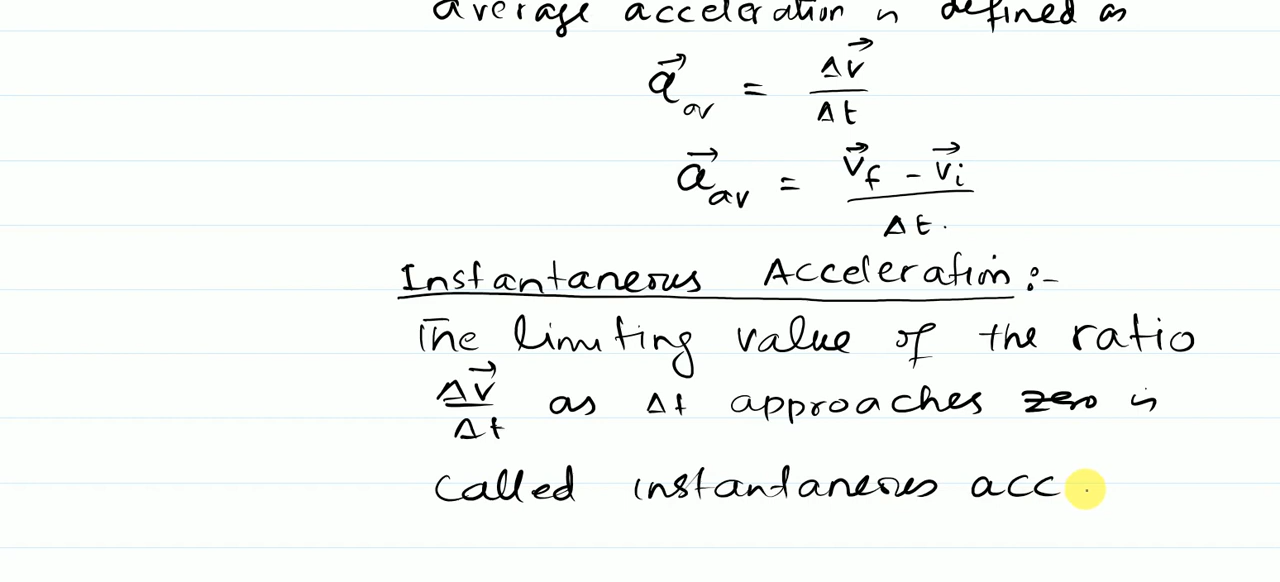 average acceleration is defined as
a⃗av = Δv⃗/Δt
a⃗av = (v⃗f - v⃗i)/Δt.
Instantaneous Acceleration :-
The limiting value of the ratio
Δv⃗/Δt as Δt approaches zero is
called instantaneous acc